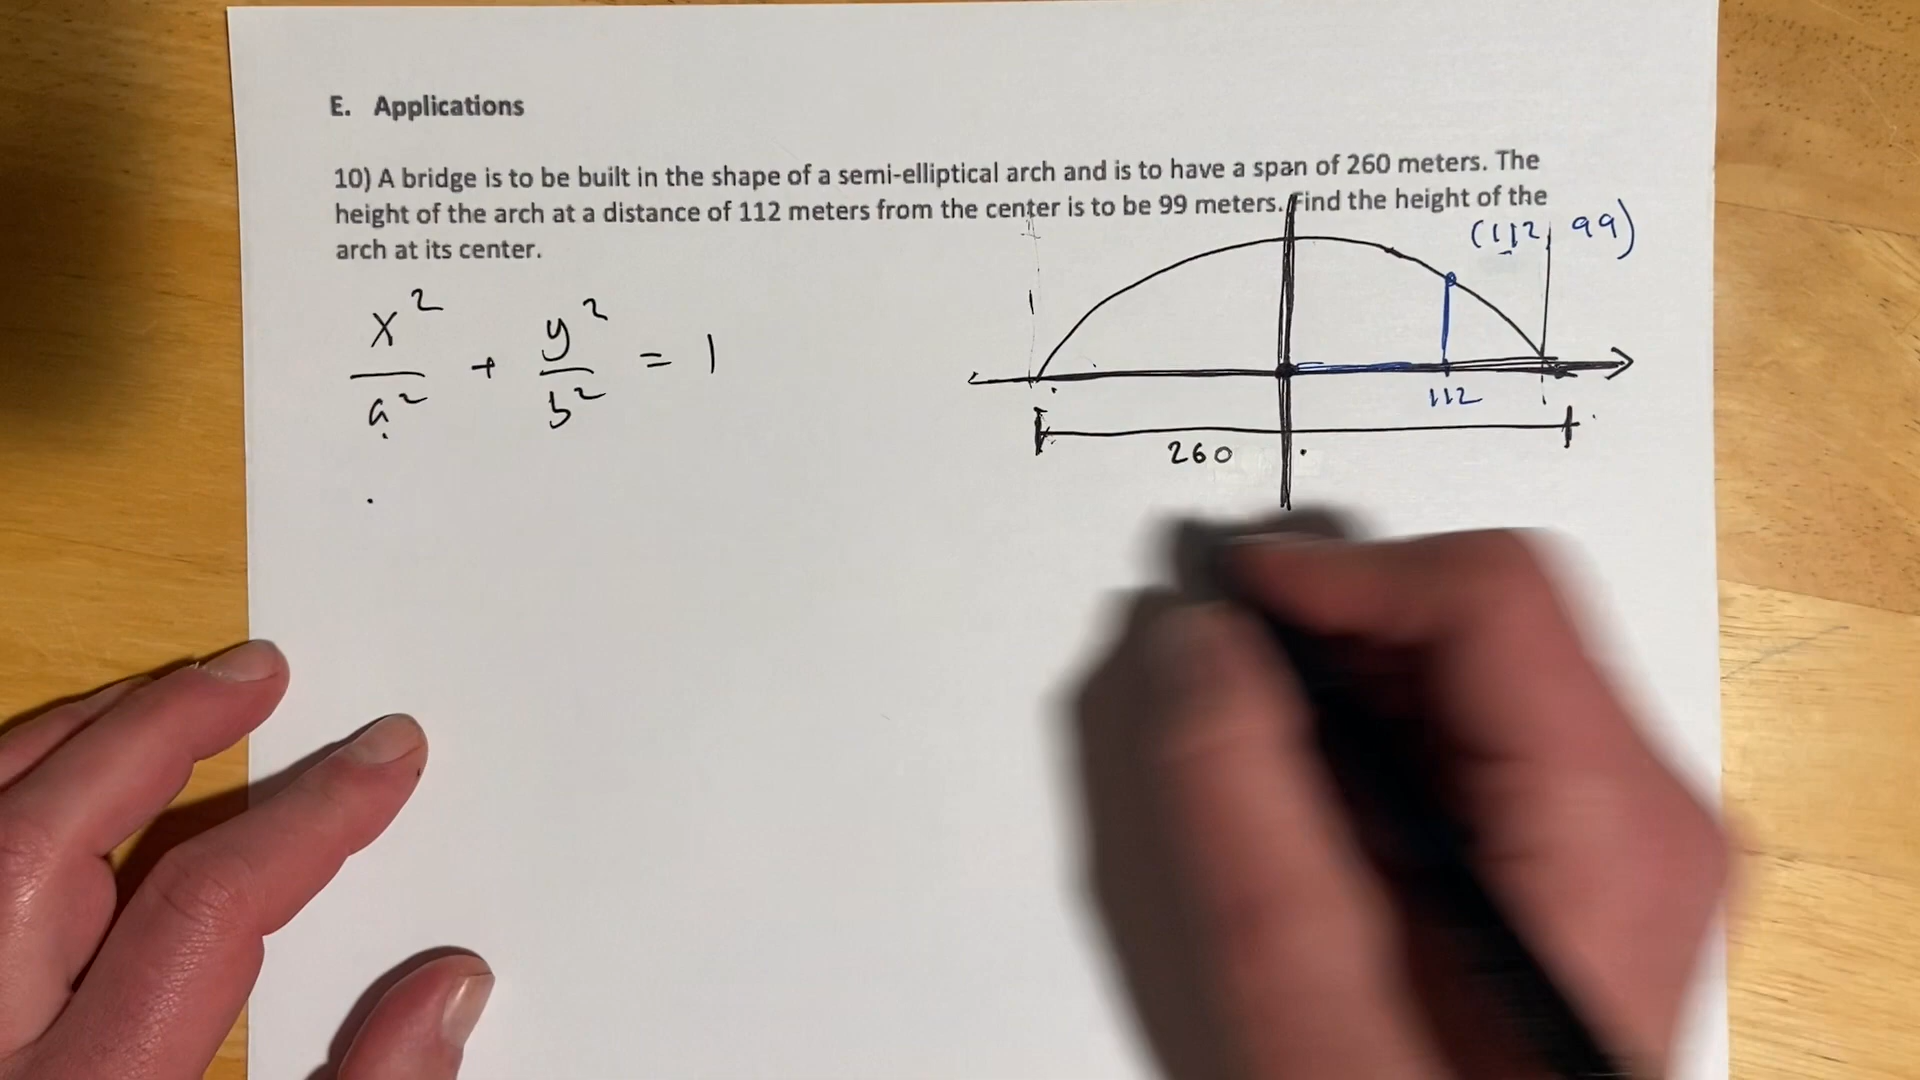 E. Applications
10) A bridge is to be built in the shape of a semi-elliptical arch and is to have a span of 260 meters. The
height of the arch at a distance of 112 meters from the center is to be 99 meters. Find the height of the
arch at its center.
(112, 99)
x² / a² + y² / b² = 1
112
260